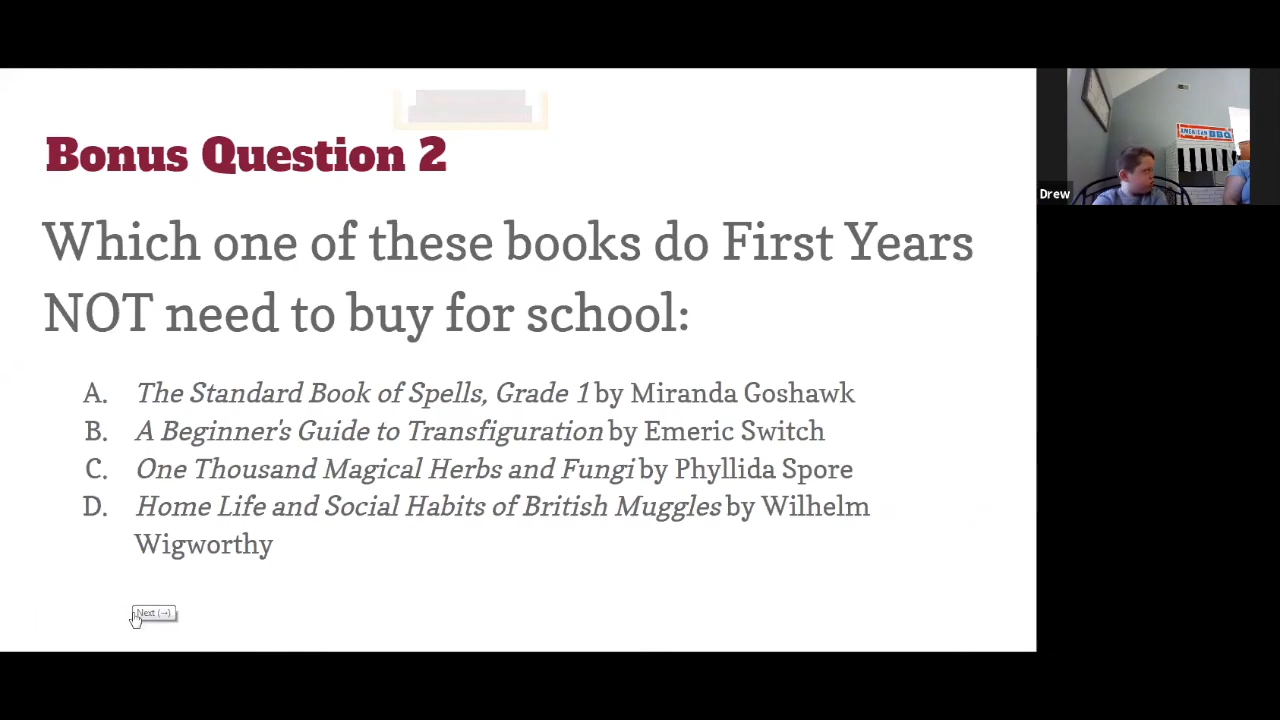 Bonus Question 2
Which one of these books do First Years
NOT need to buy for school:
A. The Standard Book of Spells, Grade 1 by Miranda Goshawk
B. A Beginner's Guide to Transfiguration by Emeric Switch
C. One Thousand Magical Herbs and Fungi by Phyllida Spore
D. Home Life and Social Habits of British Muggles by Wilhelm
Wigworthy
Next (→)
AMERICAN BBQ
Drew